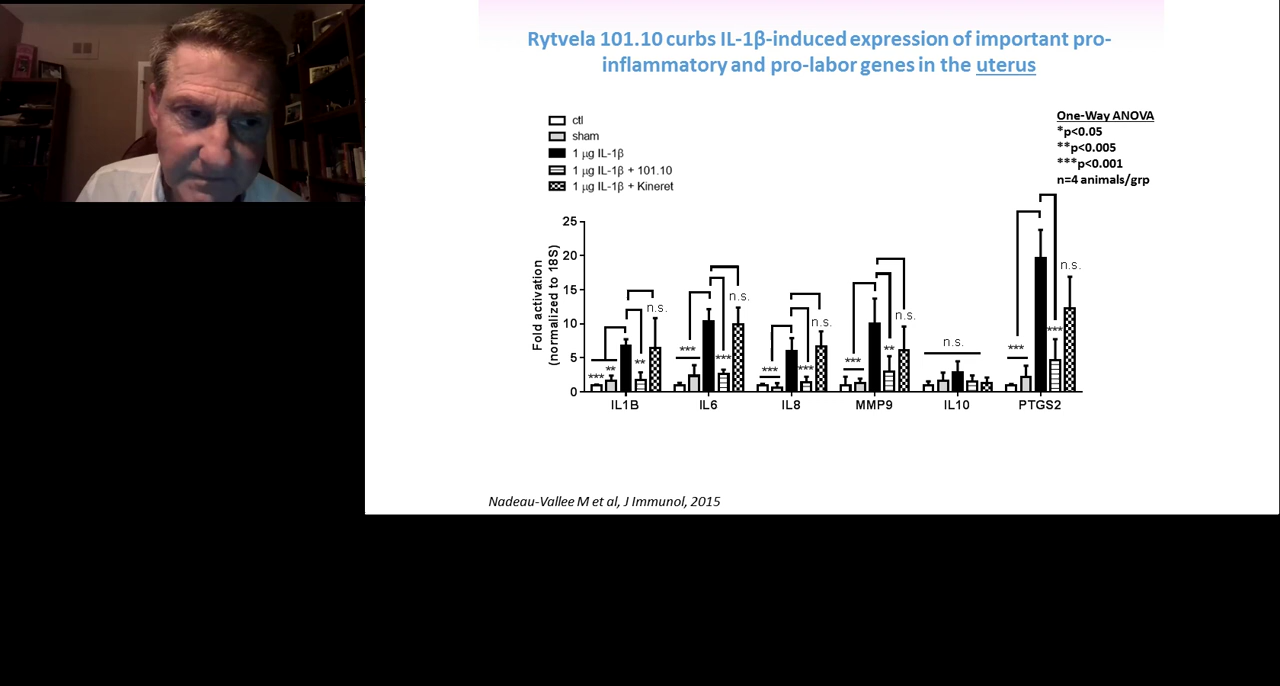 Rytvela 101.10 curbs IL-1β-induced expression of important pro-
inflammatory and pro-labor genes in the uterus
ctl
sham
1 µg IL-1β
1 µg IL-1β + 101.10
1 µg IL-1β + Kineret
One-Way ANOVA
*p<0.05
**p<0.005
***p<0.001
n=4 animals/grp
Fold activation
(normalized to 18S)
25
20
15
10
5
0
*** ** ** n.s.
*** *** n.s.
*** *** n.s.
*** ** n.s.
n.s.
*** *** n.s.
IL1B IL6 IL8 MMP9 IL10 PTGS2
Nadeau-Vallee M et al, J Immunol, 2015